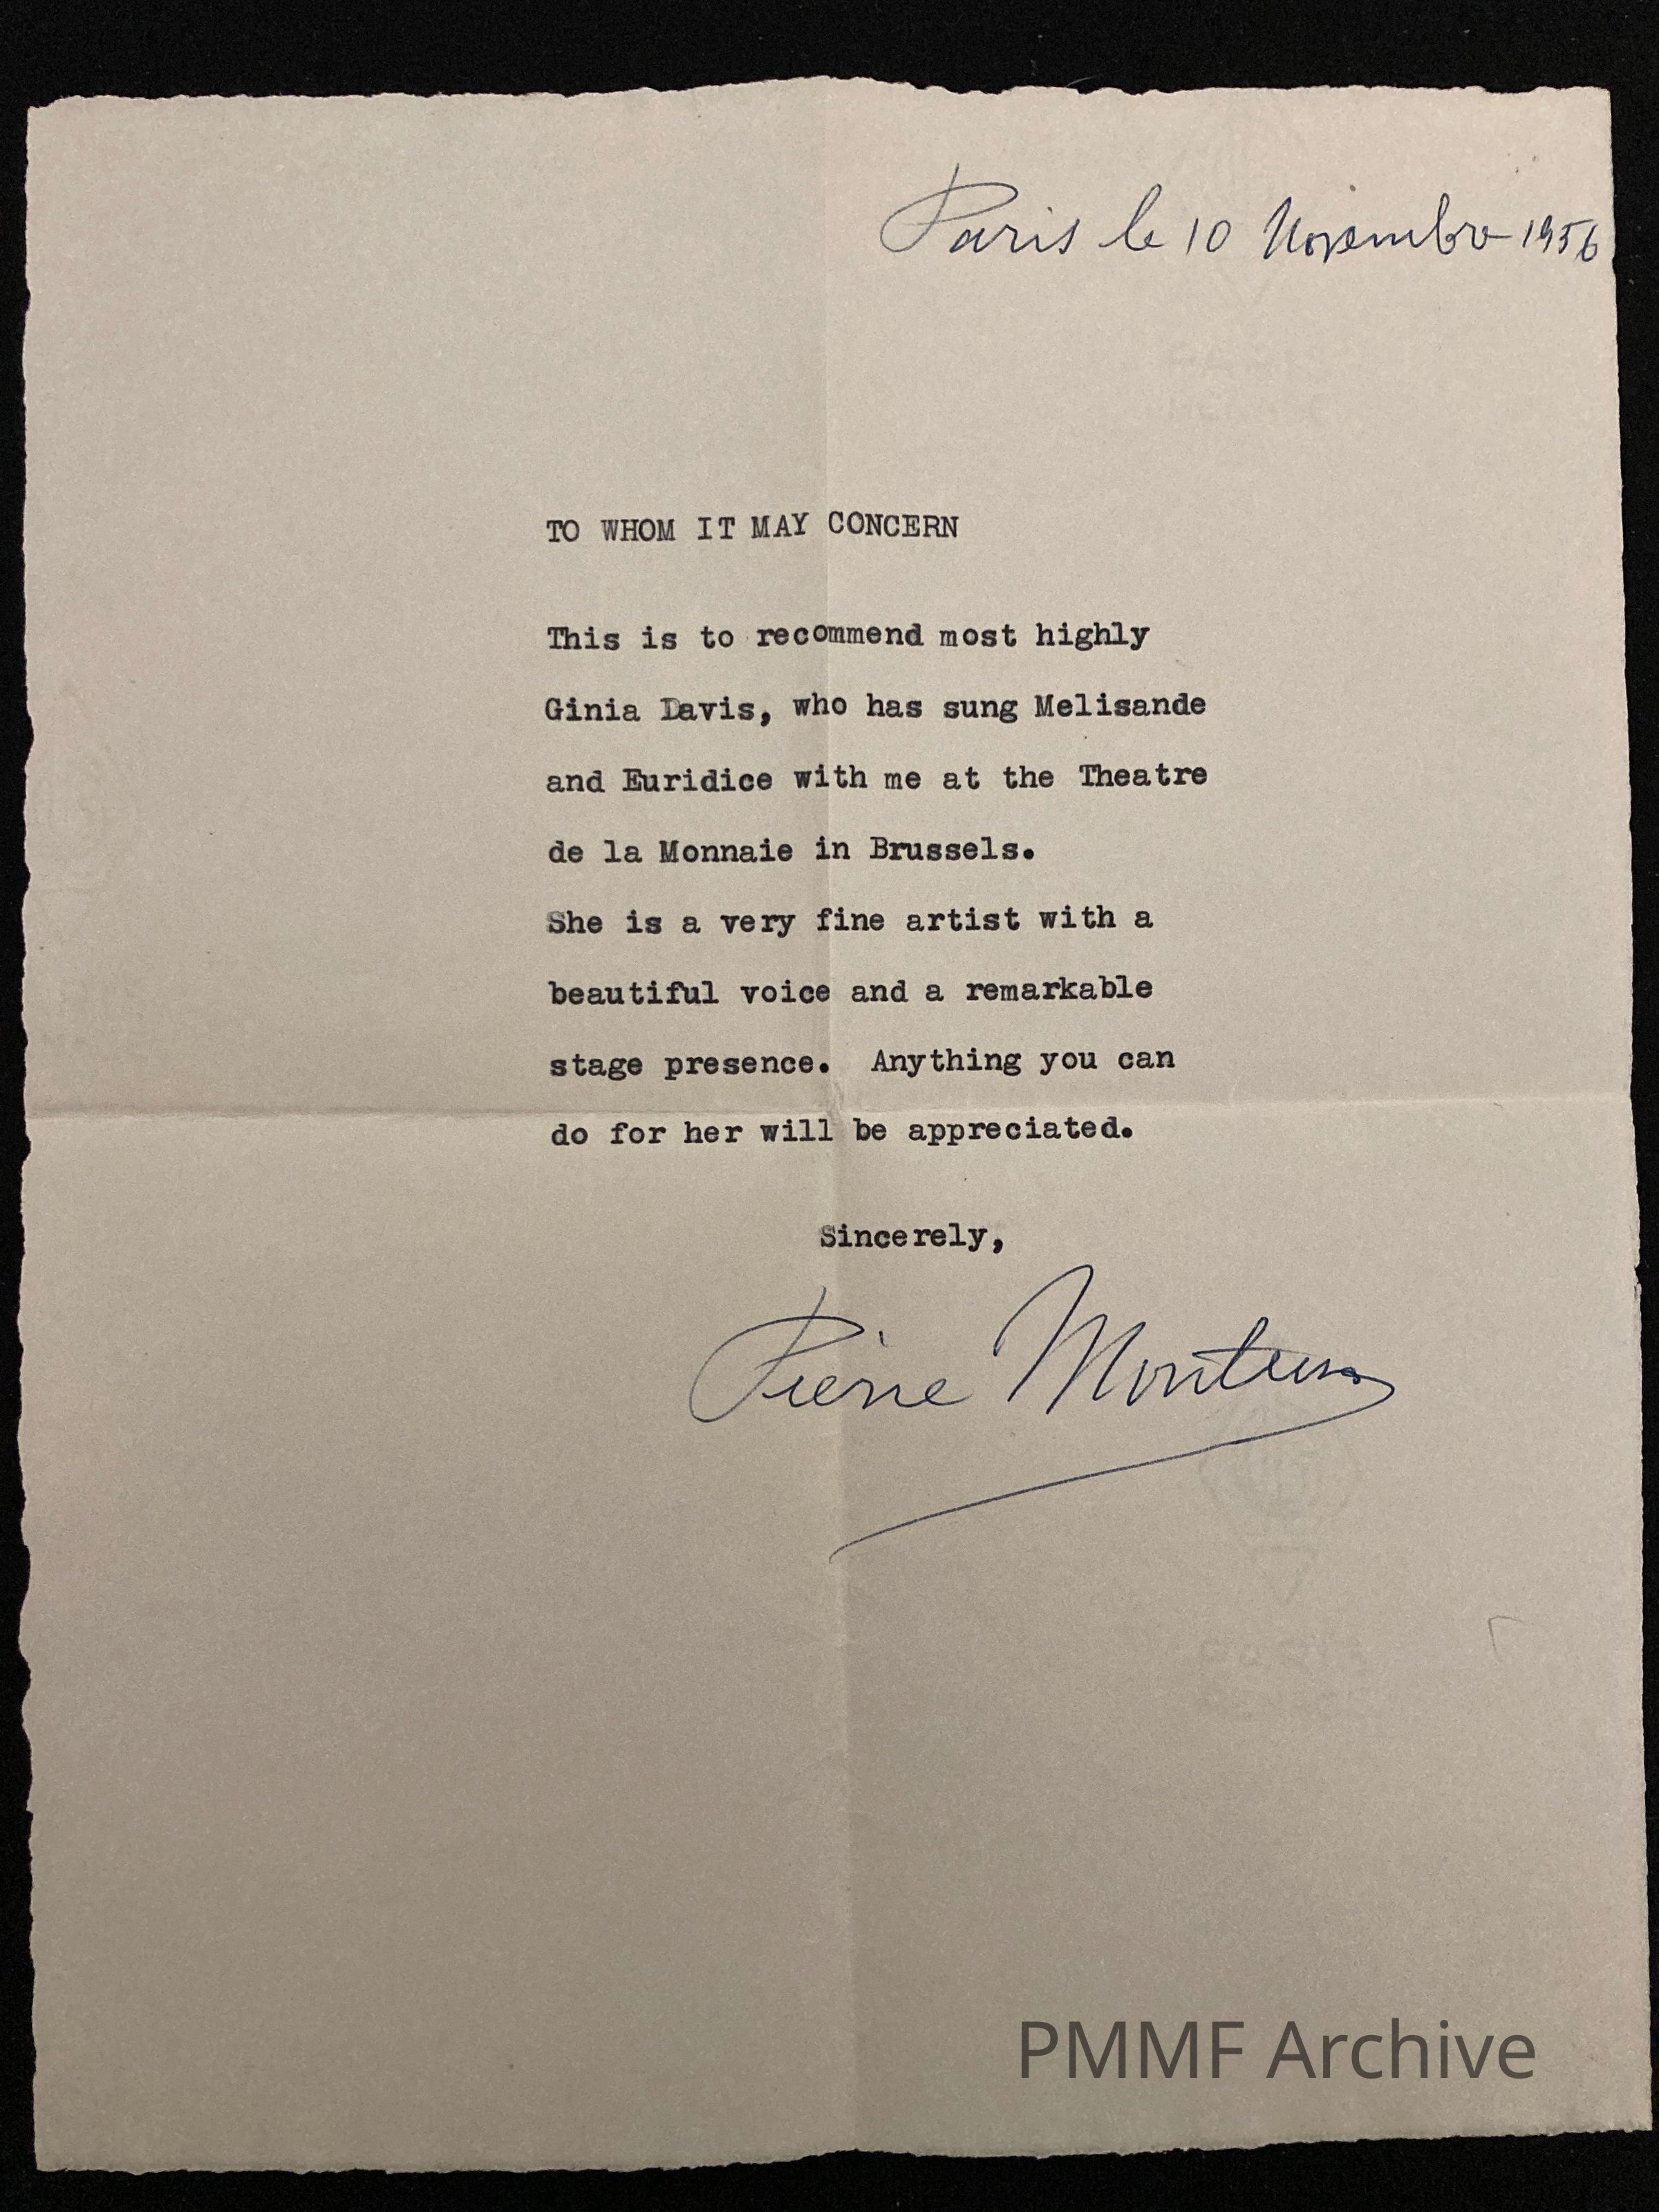 Paris le 10 Novembre 1956
TO WHOM IT MAY CONCERN
This is to recommend most highly
Ginia Davis, who has sung Melisande
and Euridice with me at the Theatre
de la Monnaie in Brussels.
She is a very fine artist with a
beautiful voice and a remarkable
stage presence. Anything you can
do for her will be appreciated.
Sincerely,
Pierre Monteux
PMMF Archive